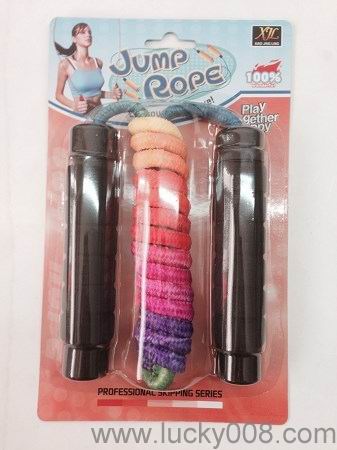 XJL
JUMP
ROPE
100%
Play
gether
ppy
PROFESSIONAL SKIPPING SERIES
www.lucky008.com